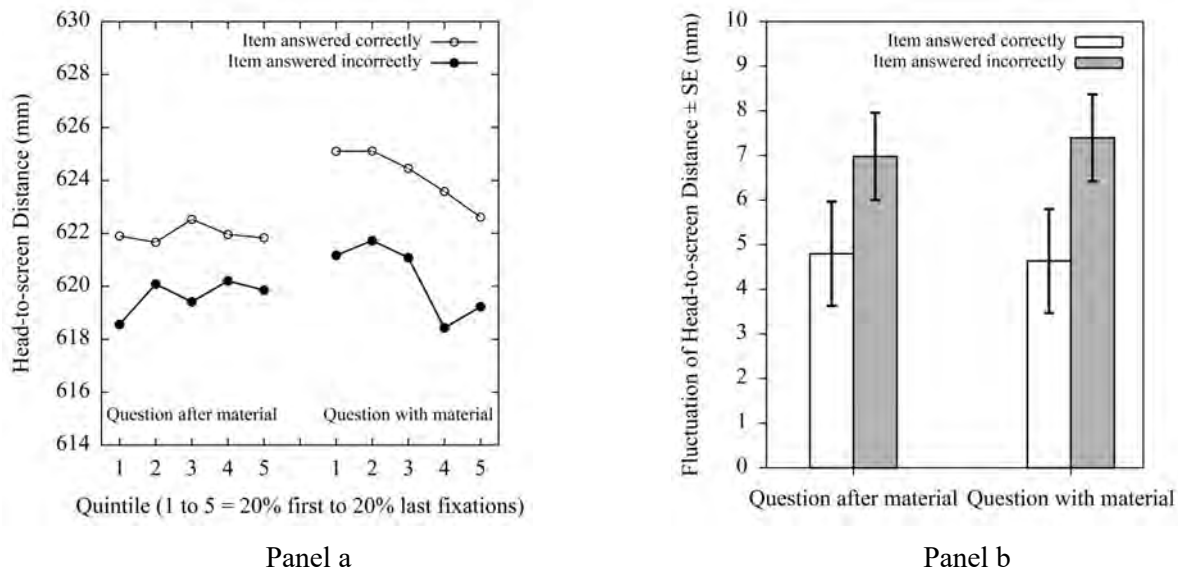 630
628
626
624
622
620
618
616
614
Head-to-screen Distance (mm)
Item answered correctly
Item answered incorrectly
Question after material
Question with material
1 2 3 4 5 1 2 3 4 5
Quintile (1 to 5 = 20% first to 20% last fixations)
Panel a
10
9
8
7
6
5
4
3
2
1
0
Fluctuation of Head-to-screen Distance ± SE (mm)
Item answered correctly
Item answered incorrectly
Question after material
Question with material
Panel b